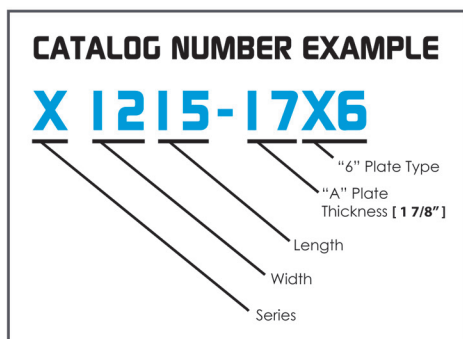 CATALOG NUMBER EXAMPLE
X 1215-17X6
“6” Plate Type
“A” Plate
Thickness [ 1 7/8” ]
Length
Width
Series